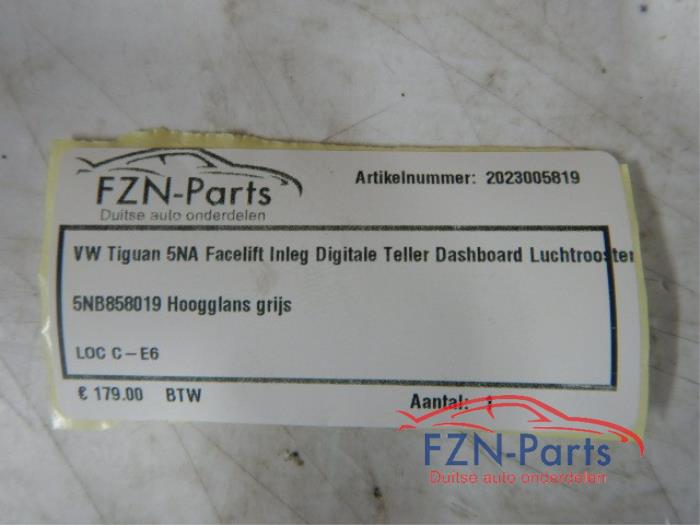 FZN-Parts
Duitse auto onderdelen
Artikelnummer: 2023005819
VW Tiguan 5NA Facelift Inleg Digitale Teller Dashboard Luchtrooster
5NB858019 Hoogglans grijs
LOC C-E6
€ 179.00 BTW
Aantal: 1
FZN-Parts
Duitse auto onderdelen